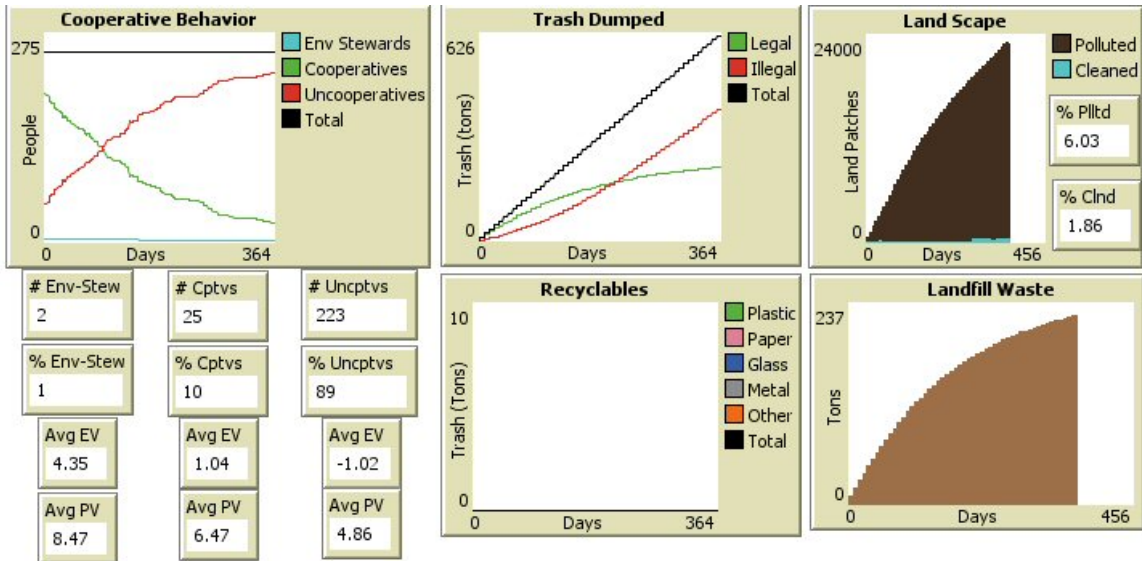 Cooperative Behavior
275
People
0
0
Days
364
Env Stewards
Cooperatives
Uncooperatives
Total
# Env-Stew
2
# Cptvs
25
# Uncptvs
223
% Env-Stew
1
% Cptvs
10
% Uncptvs
89
Avg EV
4.35
Avg EV
1.04
Avg EV
-1.02
Avg PV
8.47
Avg PV
6.47
Avg PV
4.86
Trash Dumped
626
Trash (tons)
0
0
Days
364
Legal
Illegal
Total
Land Scape
24000
Land Patches
0
0
Days
456
Polluted
Cleaned
% Plltd
6.03
% Clnd
1.86
Recyclables
10
Trash (Tons)
0
0
Days
364
Plastic
Paper
Glass
Metal
Other
Total
Landfill Waste
237
Tons
0
0
Days
456